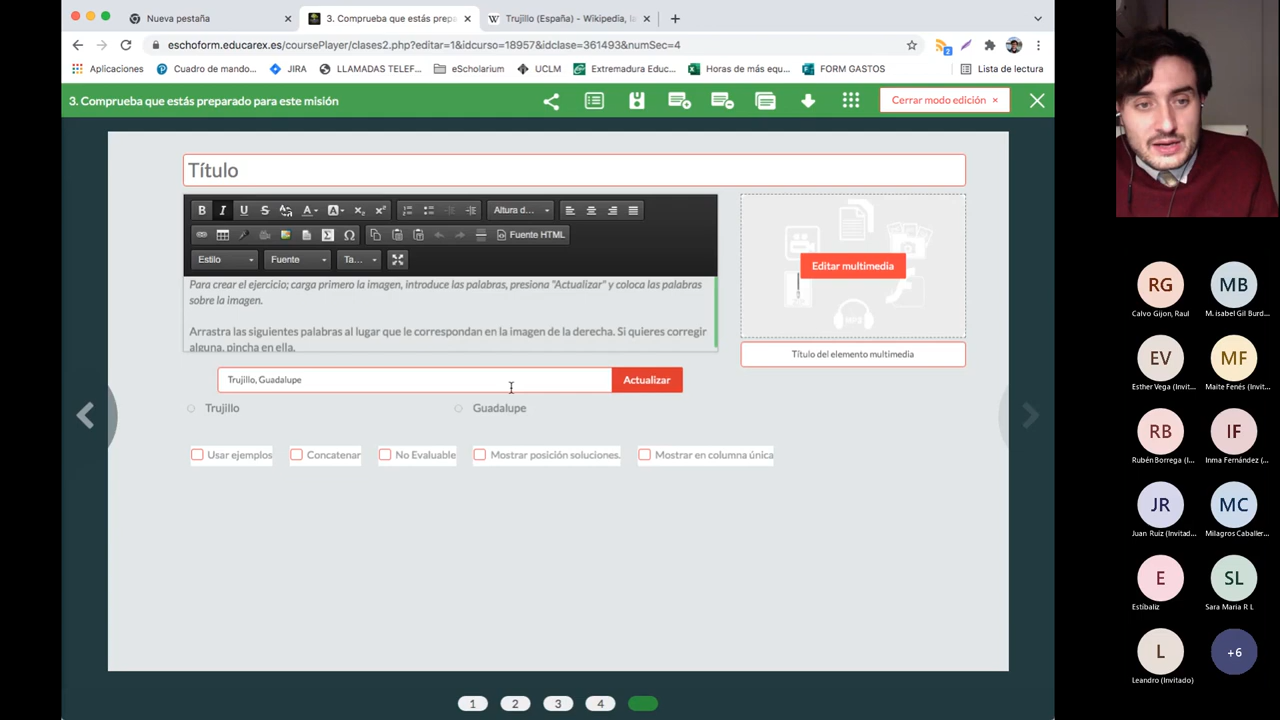 Nueva pestaña
3. Comprueba que estás prepa
Trujillo (España) – Wikipedia, la
eschoform.educarex.es/coursePlayer/clases2.php?editar=1&idcurso=18957&idclase=361493&numSec=4
2
Aplicaciones
Cuadro de mando...
JIRA
LLAMADAS TELEF...
eScholarium
UCLM
Extremadura Educ...
Horas de más equ...
FORM GASTOS
Lista de lectura
3. Comprueba que estás preparado para este misión
Cerrar modo edición ×
Título
Altura d...
Fuente HTML
Estilo
Fuente
Ta...
Para crear el ejercicio; carga primero la imagen, introduce las palabras, presiona "Actualizar" y coloca las palabras
sobre la imagen.
Arrastra las siguientes palabras al lugar que le correspondan en la imagen de la derecha. Si quieres corregir
alguna, pincha en ella.
Editar multimedia
Título del elemento multimedia
Trujillo, Guadalupe
Actualizar
Trujillo
Guadalupe
Usar ejemplos
Concatenar
No Evaluable
Mostrar posición soluciones.
Mostrar en columna única
1
2
3
4
RG
MB
Calvo Gijon, Raul
M. isabel Gil Burd...
EV
MF
Esther Vega (Invit...
Maite Fenés (Invit...
RB
IF
Rubén Borrega (I...
Inma Fernández (...
JR
MC
Juan Ruiz (Invitad...
Milagros Caballer...
E
SL
Estíbaliz
Sara Maria R L
L
+6
Leandro (Invitado)